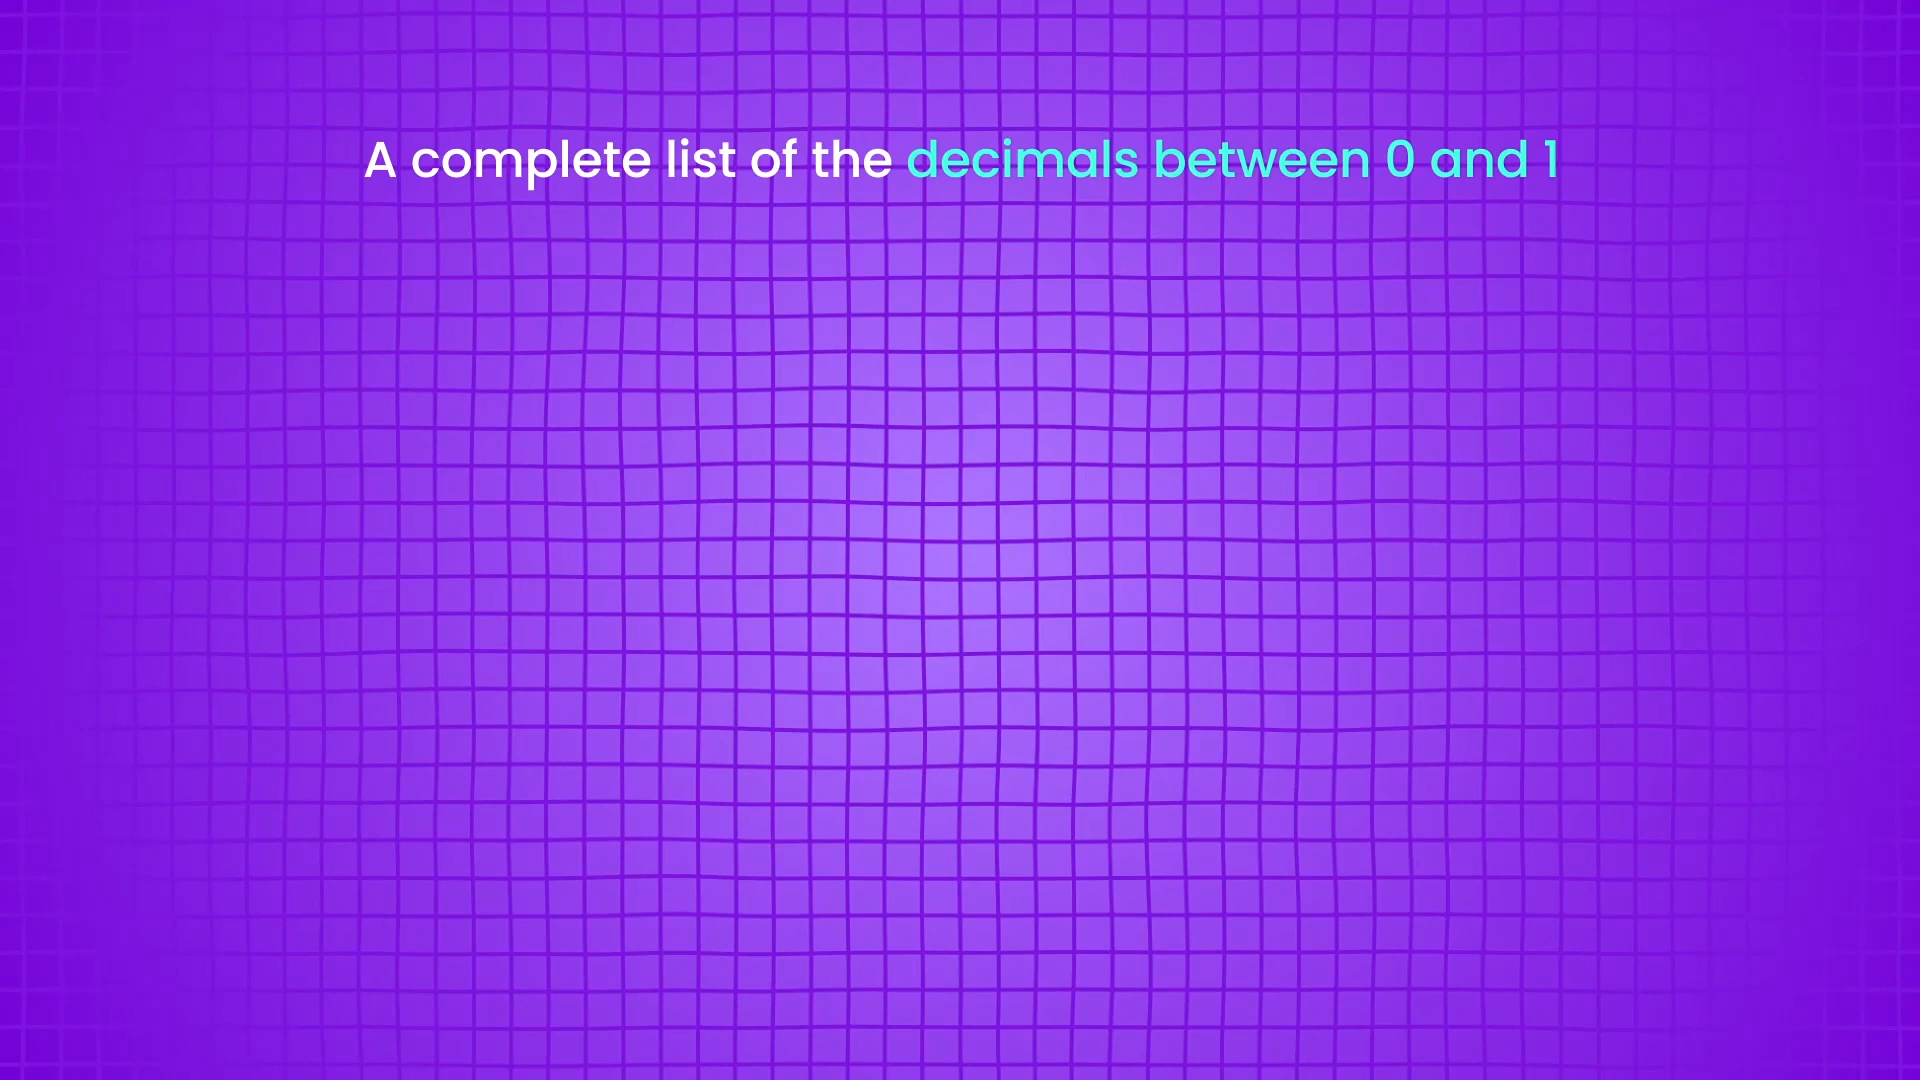 A complete list of the decimals between 0 and 1